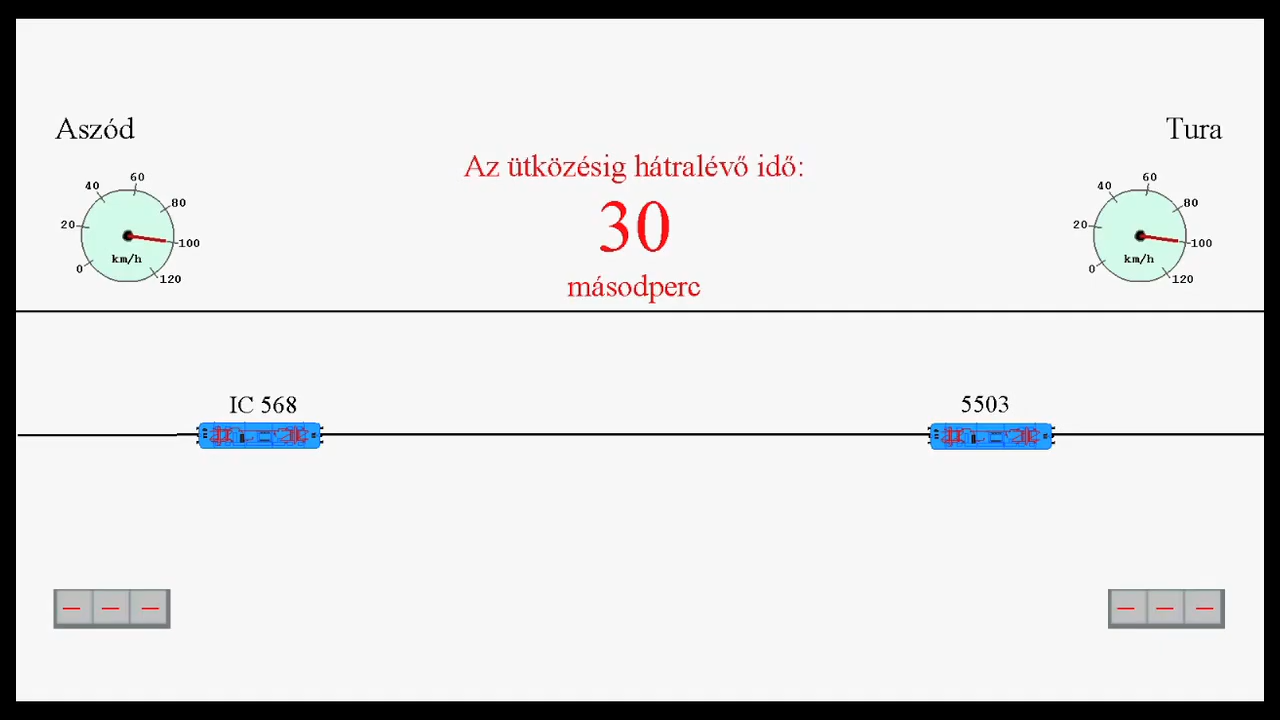 Aszód
Tura
Az ütközésig hátralévő idő:
30
másodperc
0 20 40 60 80 100 120
km/h
0 20 40 60 80 100 120
km/h
IC 568
5503
— — —
— — —